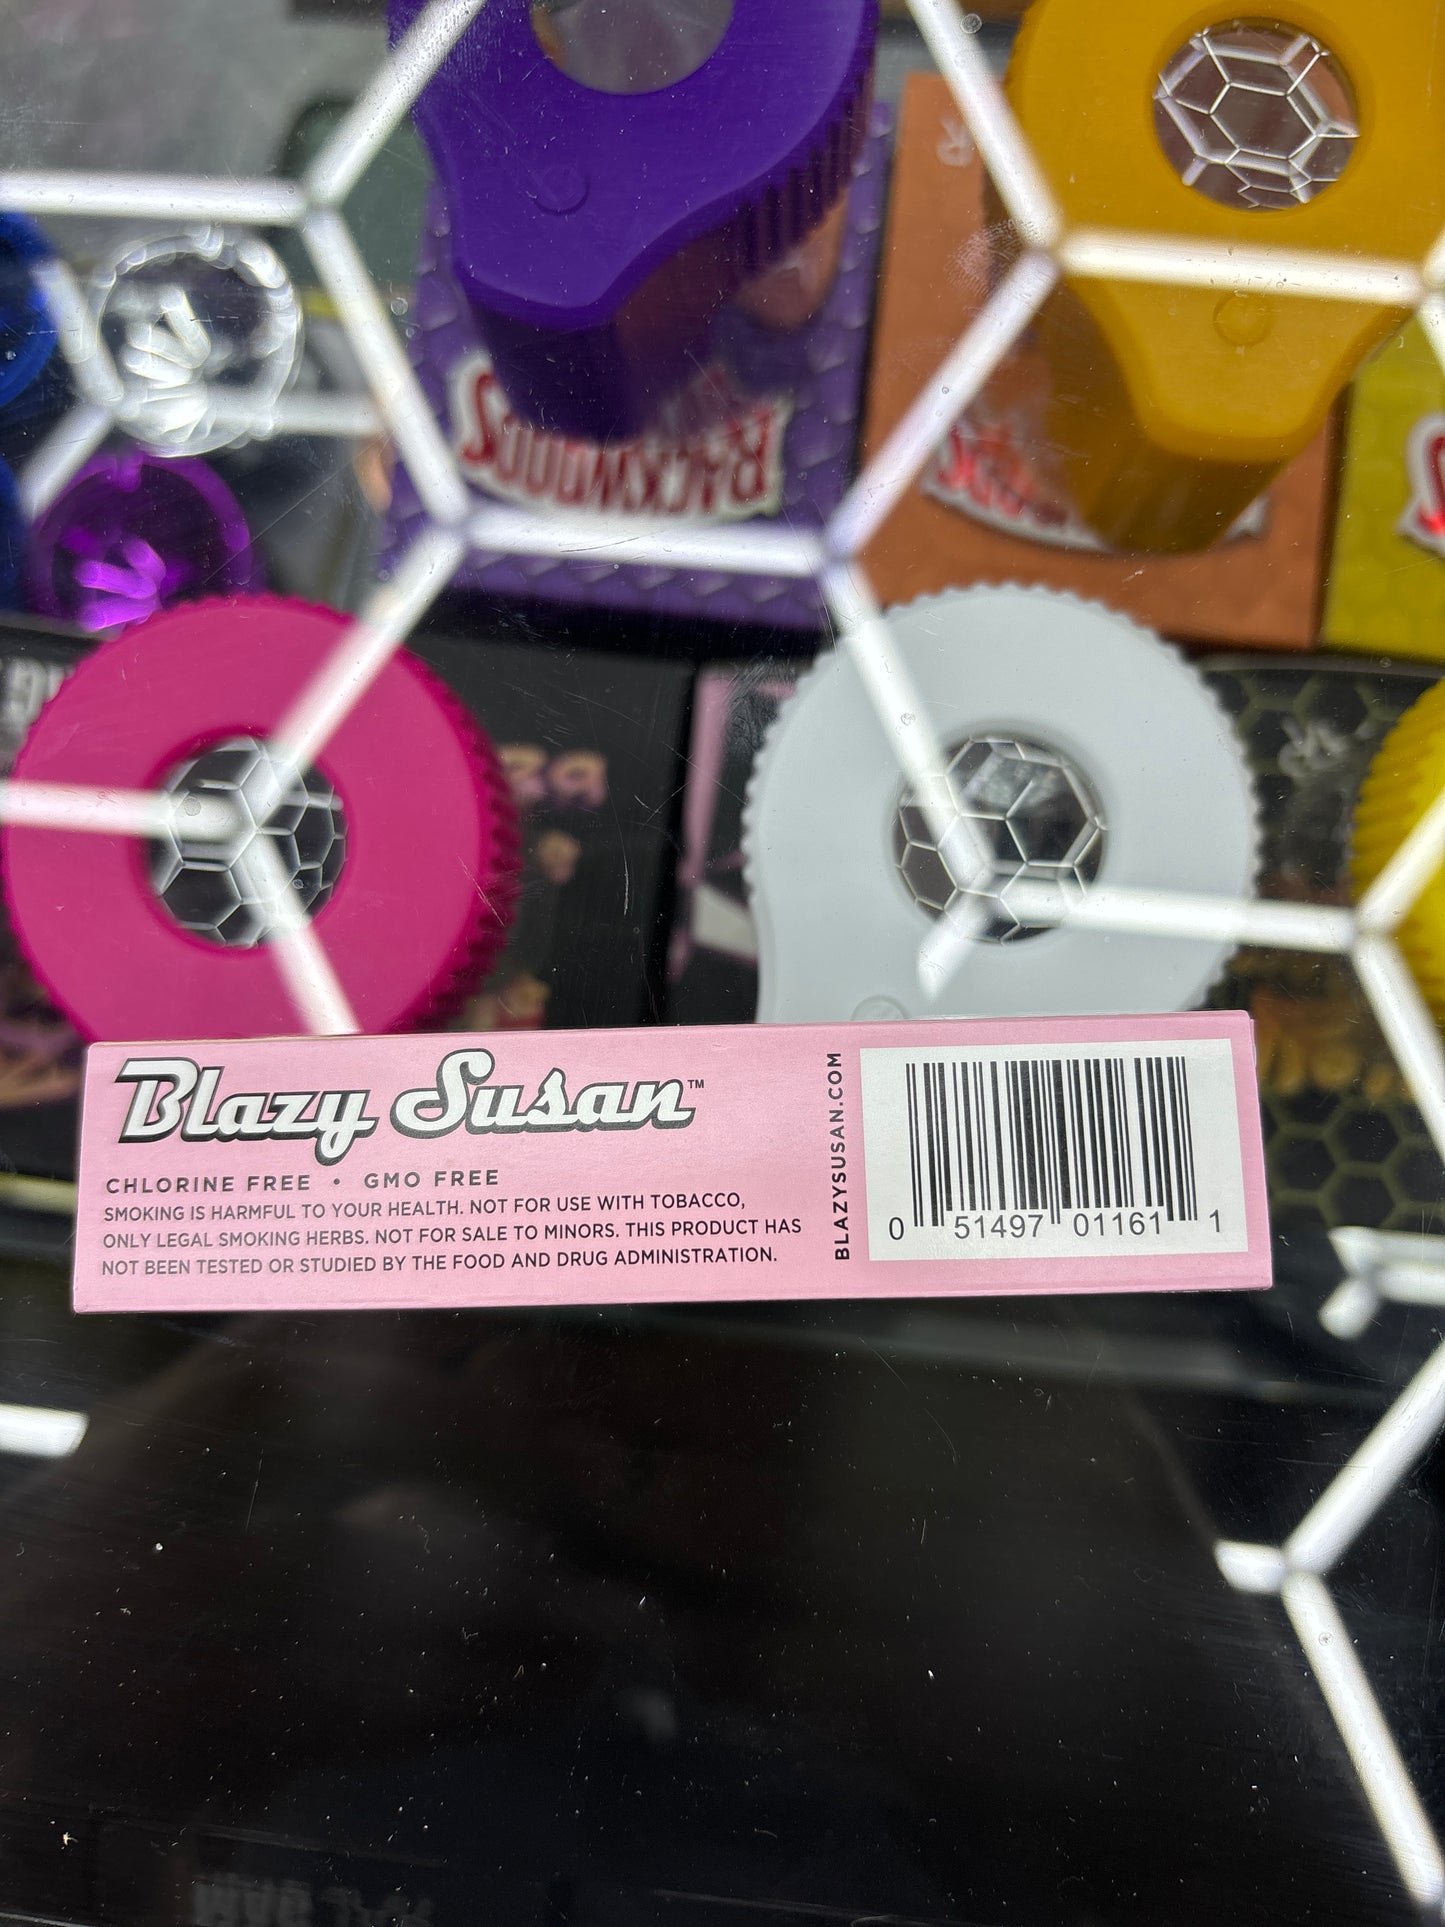 BACKWOODS
Blazy Susan™
CHLORINE FREE • GMO FREE
SMOKING IS HARMFUL TO YOUR HEALTH. NOT FOR USE WITH TOBACCO,
ONLY LEGAL SMOKING HERBS. NOT FOR SALE TO MINORS. THIS PRODUCT HAS
NOT BEEN TESTED OR STUDIED BY THE FOOD AND DRUG ADMINISTRATION.
BLAZYSUSAN.COM
0 51497 01161 1